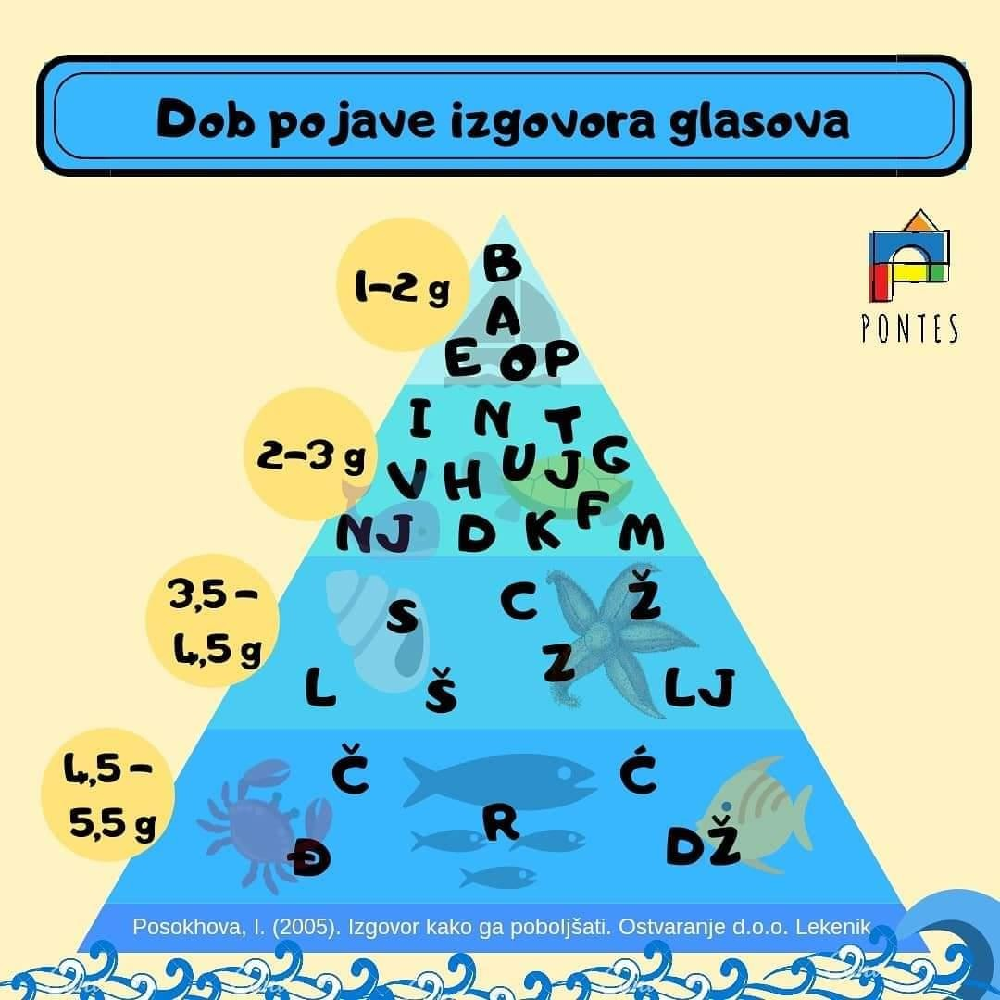 Dob pojave izgovora glasova
PONTES
1-2 g
B
A
E O P
2-3 g
I N T
V H U J G
NJ D K F M
3,5 -
4,5 g
S C Ž
L Š Z LJ
4,5 -
5,5 g
Č Ć
Đ R DŽ
Posokhova, I. (2005). Izgovor kako ga poboljšati. Ostvaranje d.o.o. Lekenik